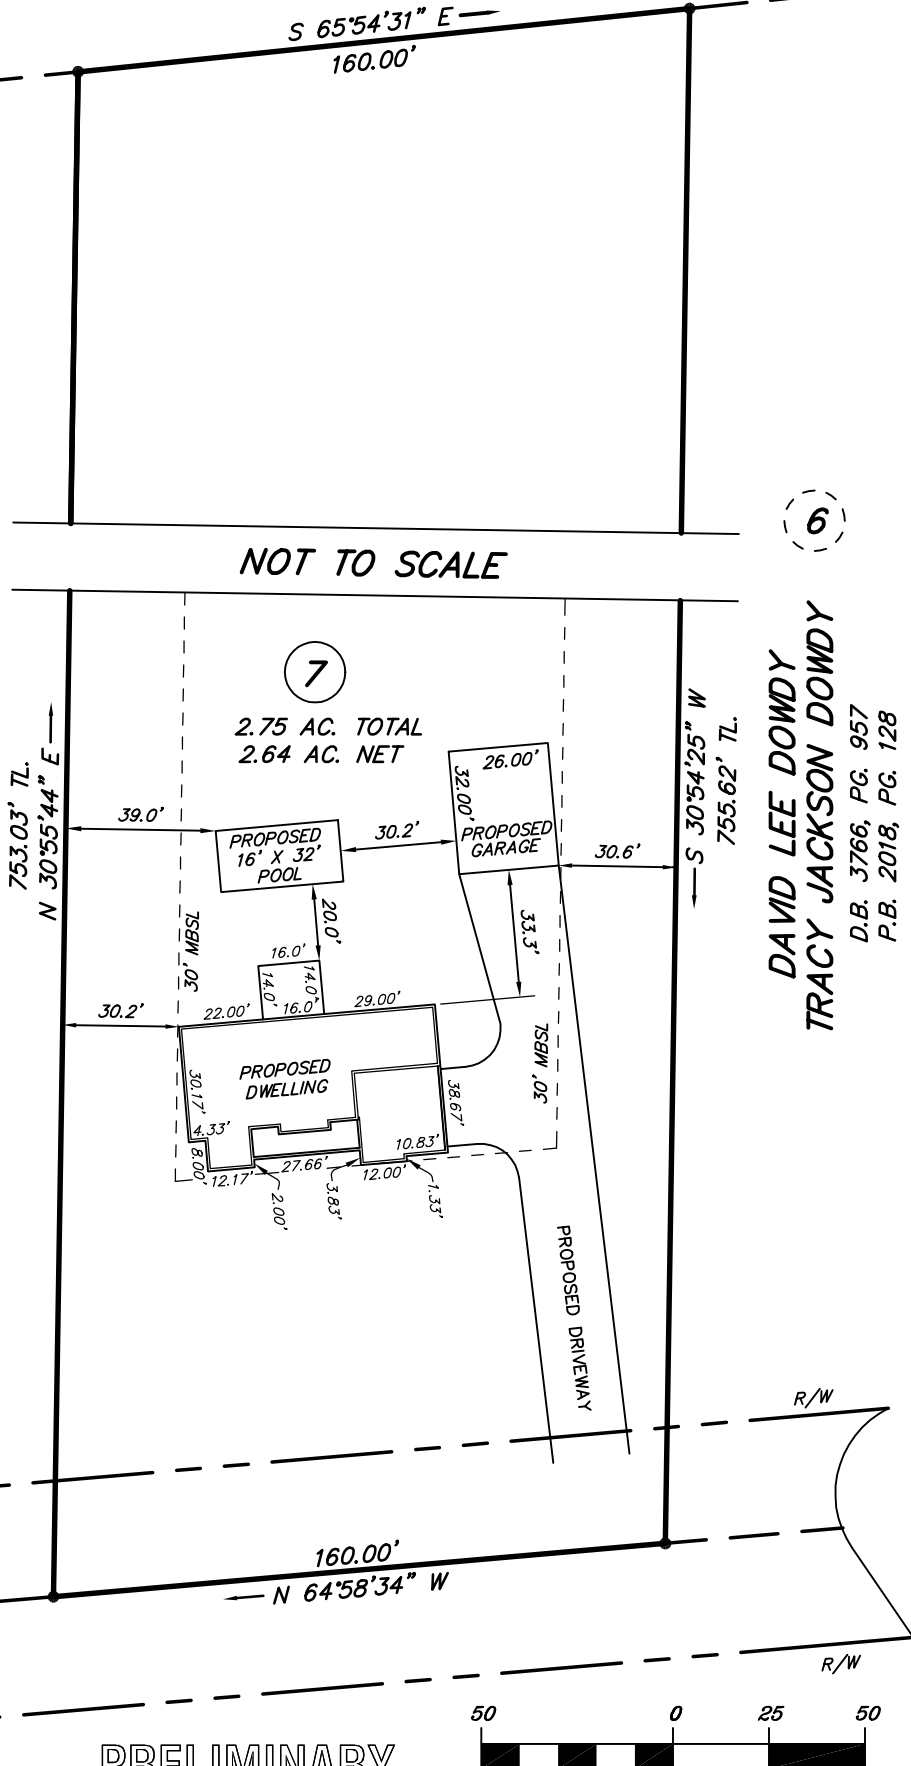 S 65°54'31" E
160.00'
NOT TO SCALE
6
7
2.75 AC. TOTAL
2.64 AC. NET
753.03' TL.
N 30°55'44" E
S 30°54'25" W
755.62' TL.
DAVID LEE DOWDY
TRACY JACKSON DOWDY
D.B. 3766, PG. 957
P.B. 2018, PG. 128
26.00'
32.00'
PROPOSED
GARAGE
39.0'
PROPOSED
16' X 32'
POOL
30.2'
30.6'
20.0'
33.3'
30' MBSL
16.0'
14.0'
14.0'
16.0'
30.2'
22.00'
29.00'
30' MBSL
PROPOSED
DWELLING
30.17'
38.67'
4.33'
8.00'
12.17'
27.66'
10.83'
12.00'
2.00'
3.83'
1.33'
PROPOSED DRIVEWAY
R/W
160.00'
N 64°58'34" W
R/W
PRELIMINARY
50 0 25 50